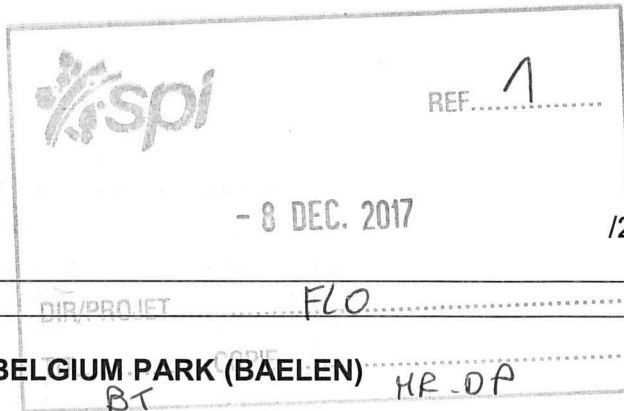 spi
REF. 1
- 8 DEC. 2017
/2
DIR/PROJET FLO
COPIE
BELGIUM PARK (BAELEN)
BT HR-DP